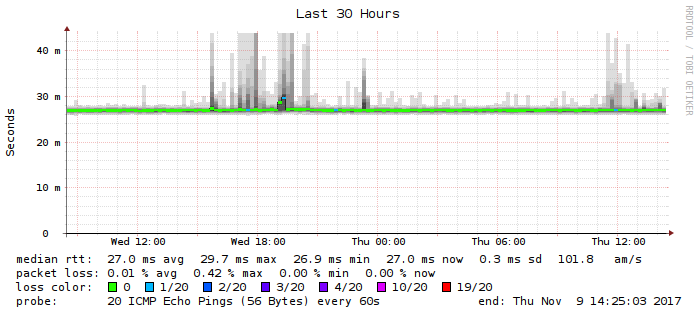 Last 30 Hours
RRDTOOL / TOBI OETIKER
Seconds
40 m
30 m
20 m
10 m
0
Wed 12:00 Wed 18:00 Thu 00:00 Thu 06:00 Thu 12:00
median rtt: 27.0 ms avg 29.7 ms max 26.9 ms min 27.0 ms now 0.3 ms sd 101.8 am/s
packet loss: 0.01 % avg 0.42 % max 0.00 % min 0.00 % now
loss color: 0 1/20 2/20 3/20 4/20 10/20 19/20
probe: 20 ICMP Echo Pings (56 Bytes) every 60s end: Thu Nov 9 14:25:03 2017